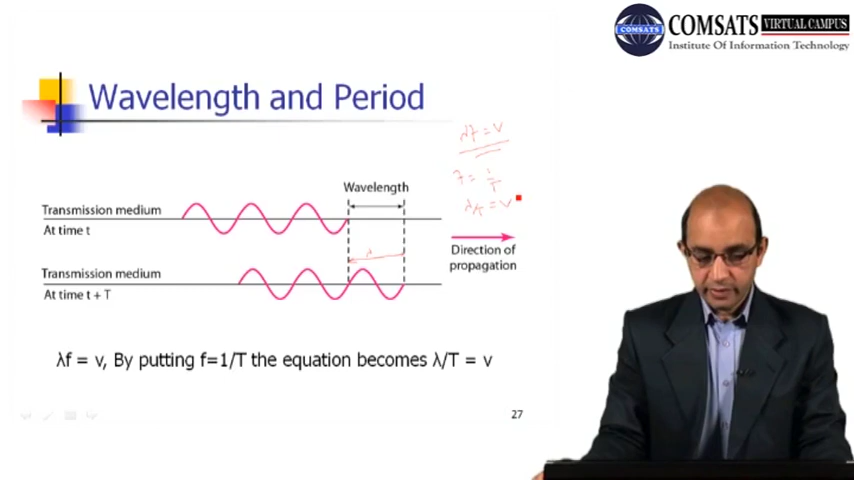 COMSATS
COMSATS VIRTUAL CAMPUS
Institute Of Information Technology
Wavelength and Period
λf = v
f = 1/T
λ/T = v
Wavelength
Transmission medium
At time t
λ
Direction of
propagation
Transmission medium
At time t + T
λf = v, By putting f=1/T the equation becomes λ/T = v
27